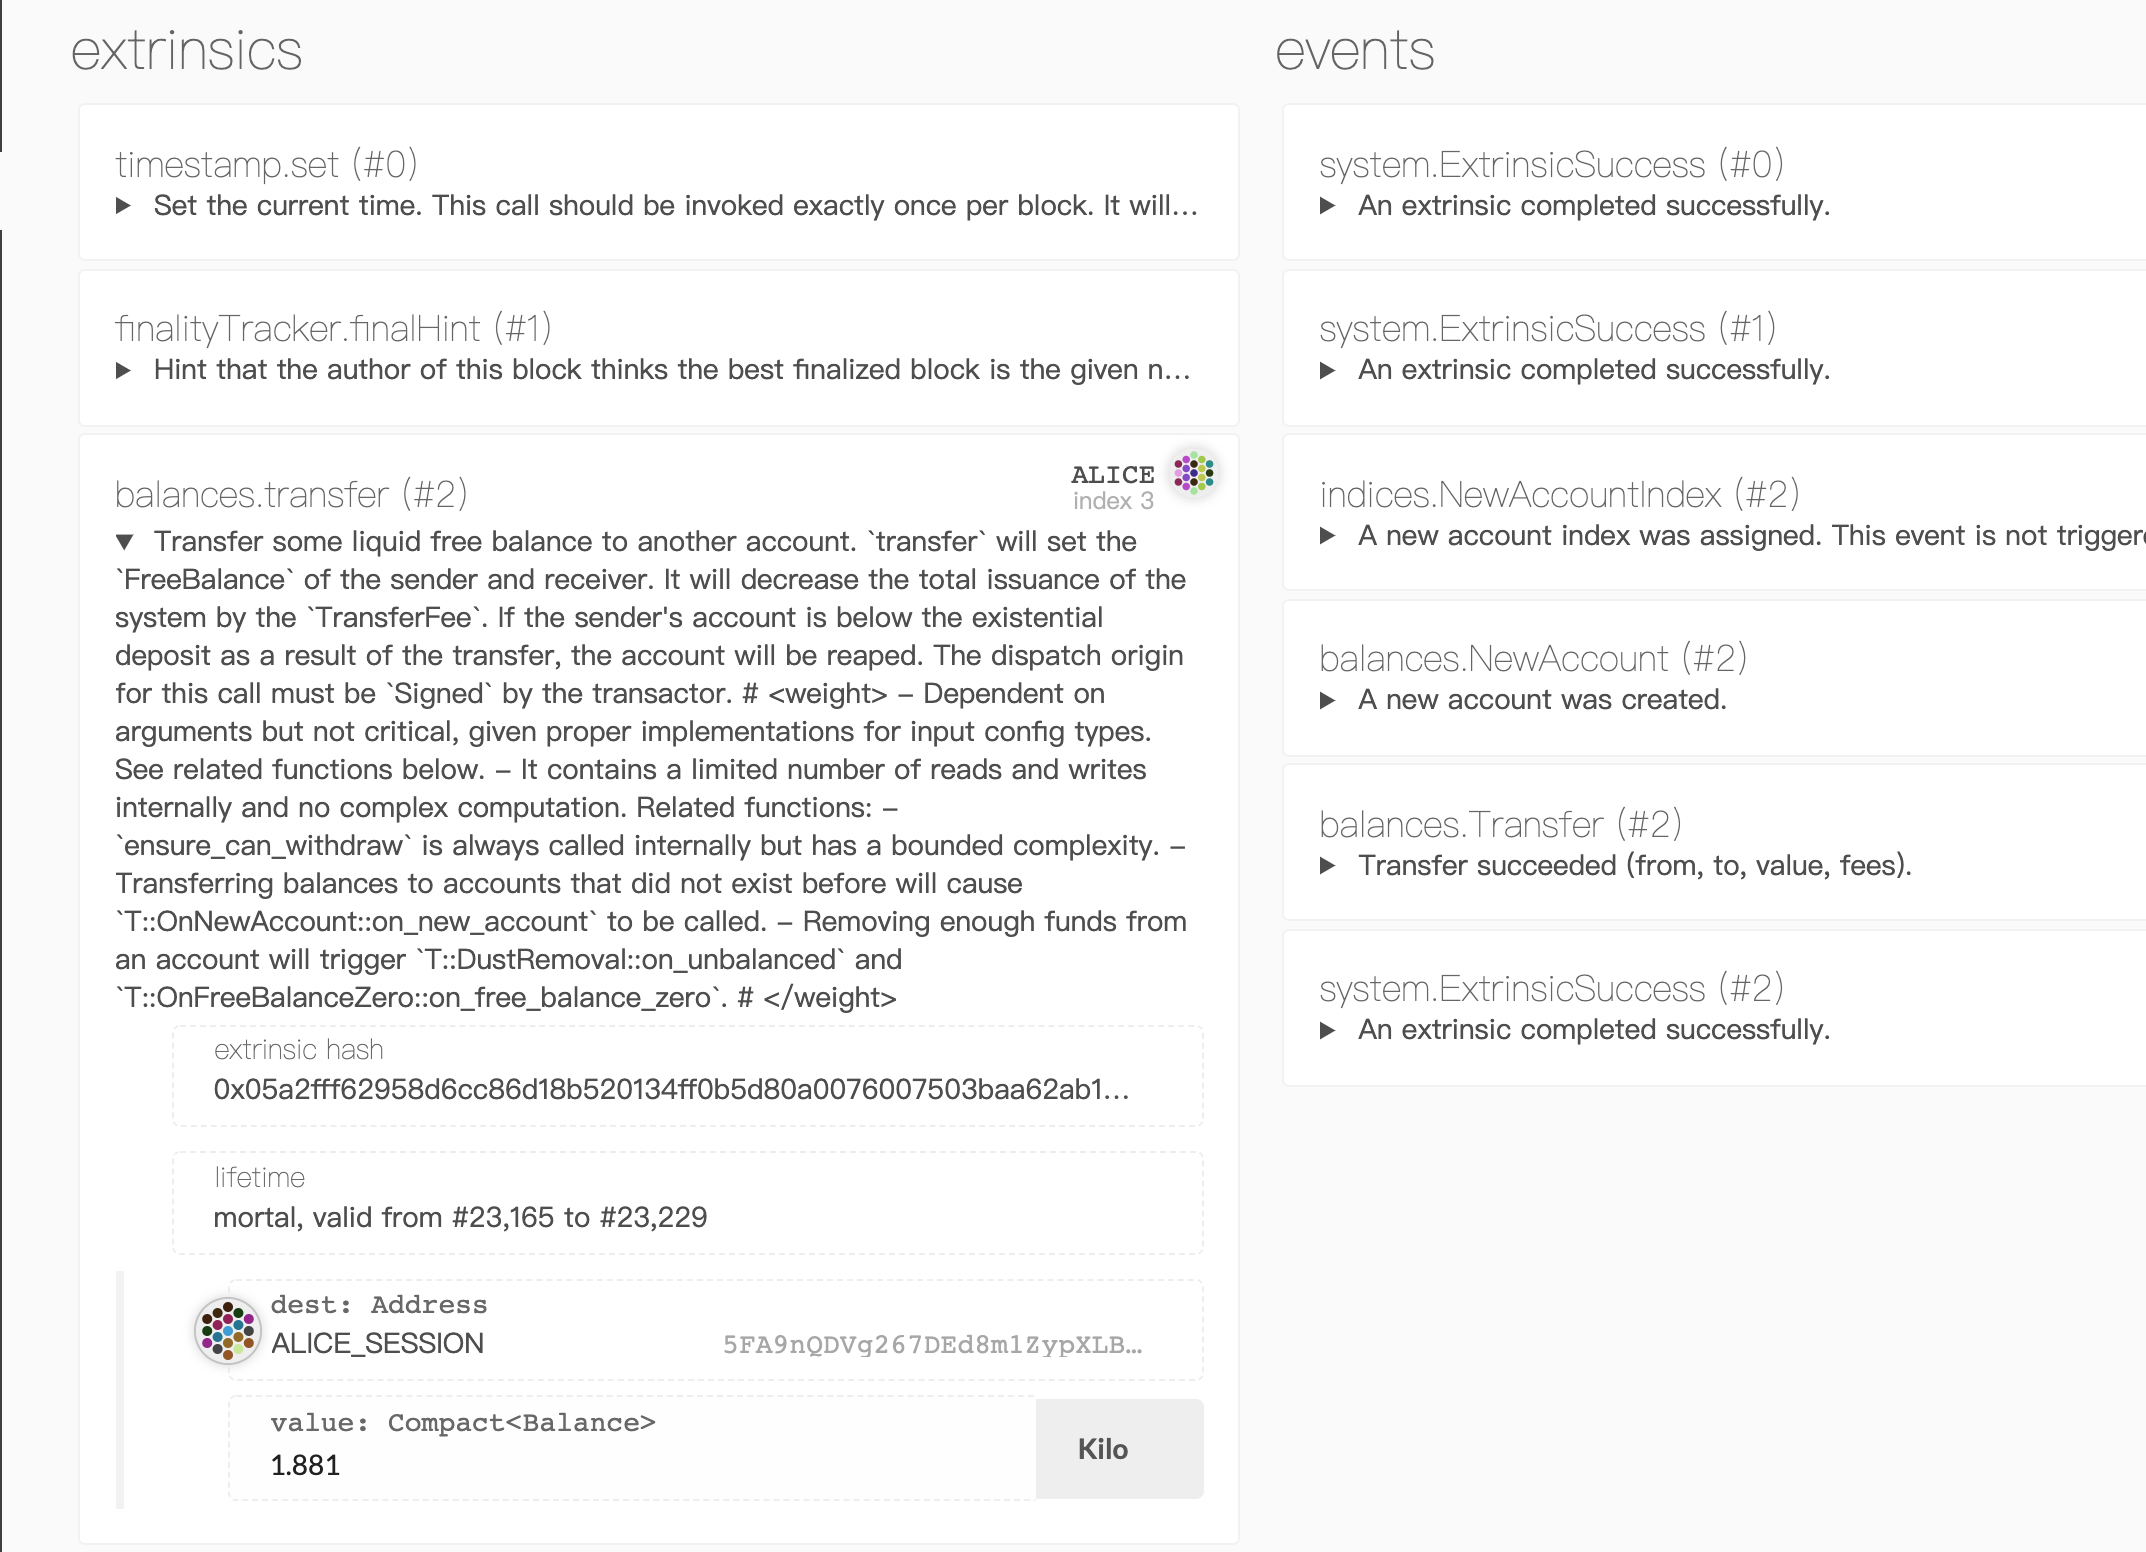 extrinsics
timestamp.set (#0)
▶ Set the current time. This call should be invoked exactly once per block. It will...
finalityTracker.finalHint (#1)
▶ Hint that the author of this block thinks the best finalized block is the given n...
balances.transfer (#2)
ALICE
index 3
▼ Transfer some liquid free balance to another account. `transfer` will set the
`FreeBalance` of the sender and receiver. It will decrease the total issuance of the
system by the `TransferFee`. If the sender's account is below the existential
deposit as a result of the transfer, the account will be reaped. The dispatch origin
for this call must be `Signed` by the transactor. # <weight> – Dependent on
arguments but not critical, given proper implementations for input config types.
See related functions below. – It contains a limited number of reads and writes
internally and no complex computation. Related functions: –
`ensure_can_withdraw` is always called internally but has a bounded complexity. –
Transferring balances to accounts that did not exist before will cause
`T::OnNewAccount::on_new_account` to be called. – Removing enough funds from
an account will trigger `T::DustRemoval::on_unbalanced` and
`T::OnFreeBalanceZero::on_free_balance_zero`. # </weight>
extrinsic hash
0x05a2fff62958d6cc86d18b520134ff0b5d80a0076007503baa62ab1...
lifetime
mortal, valid from #23,165 to #23,229
dest: Address
ALICE_SESSION 5FA9nQDVg267DEd8m1ZypXLB...
value: Compact<Balance>
1.881
Kilo
events
system.ExtrinsicSuccess (#0)
▶ An extrinsic completed successfully.
system.ExtrinsicSuccess (#1)
▶ An extrinsic completed successfully.
indices.NewAccountIndex (#2)
▶ A new account index was assigned. This event is not trigger
balances.NewAccount (#2)
▶ A new account was created.
balances.Transfer (#2)
▶ Transfer succeeded (from, to, value, fees).
system.ExtrinsicSuccess (#2)
▶ An extrinsic completed successfully.